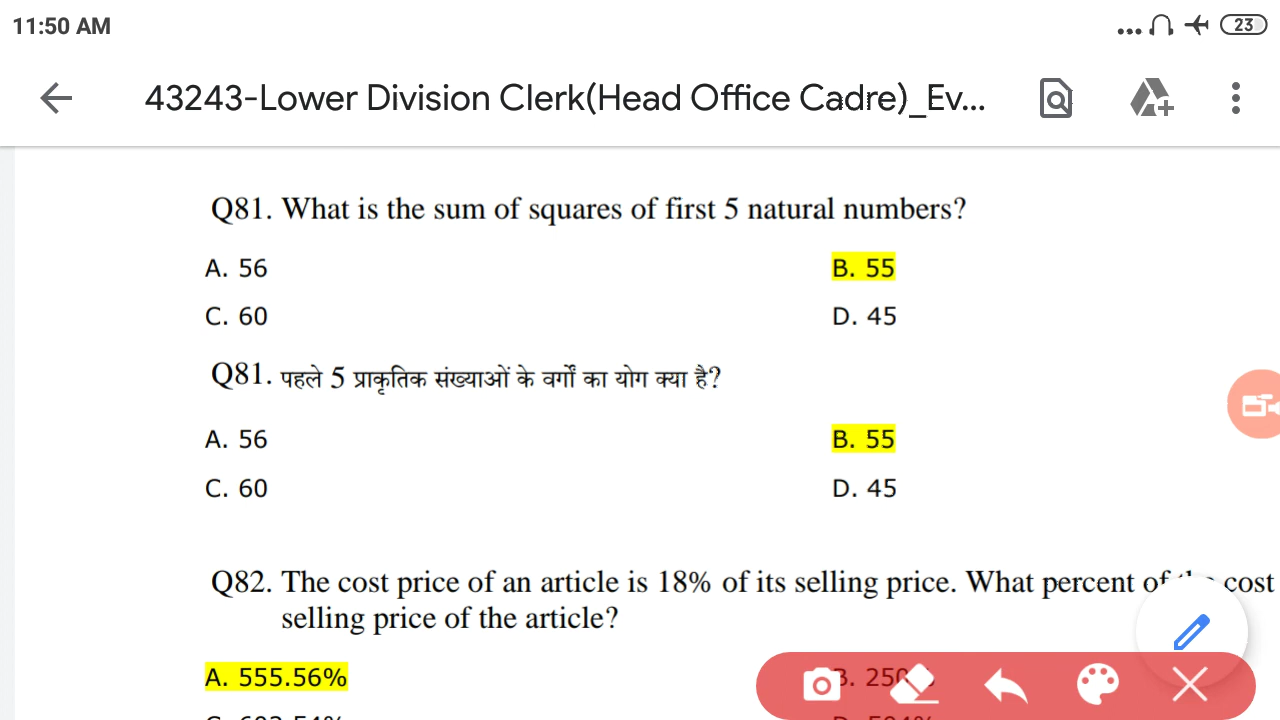 11:50 AM
23
43243-Lower Division Clerk(Head Office Cadre)_Ev...
Q81. What is the sum of squares of first 5 natural numbers?
A. 56
B. 55
C. 60
D. 45
Q81. पहले 5 प्राकृतिक संख्याओं के वर्गों का योग क्या है?
A. 56
B. 55
C. 60
D. 45
Q82. The cost price of an article is 18% of its selling price. What percent of cost
selling price of the article?
A. 555.56%